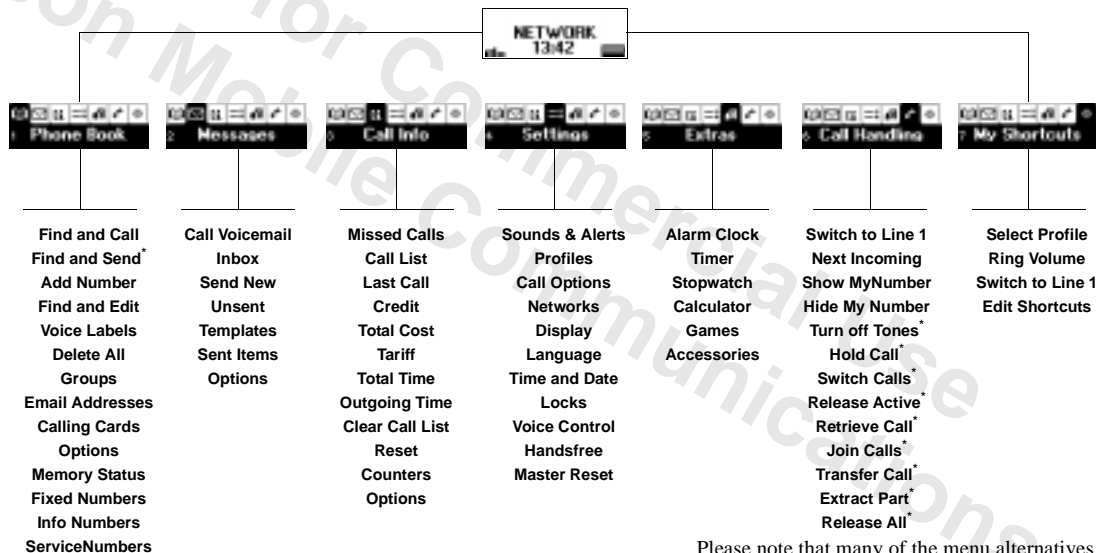 NETWORK
13:42
1 Phone Book
2 Messages
3 Call Info
4 Settings
5 Extras
6 Call Handling
7 My Shortcuts
Find and Call
Find and Send*
Add Number
Find and Edit
Voice Labels
Delete All
Groups
Email Addresses
Calling Cards
Options
Memory Status
Fixed Numbers
Info Numbers
ServiceNumbers
Call Voicemail
Inbox
Send New
Unsent
Templates
Sent Items
Options
Missed Calls
Call List
Last Call
Credit
Total Cost
Tariff
Total Time
Outgoing Time
Clear Call List
Reset
Counters
Options
Sounds & Alerts
Profiles
Call Options
Networks
Display
Language
Time and Date
Locks
Voice Control
Handsfree
Master Reset
Alarm Clock
Timer
Stopwatch
Calculator
Games
Accessories
Switch to Line 1
Next Incoming
Show MyNumber
Hide My Number
Turn off Tones*
Hold Call*
Switch Calls*
Release Active*
Retrieve Call*
Join Calls*
Transfer Call*
Extract Part*
Release All*
Select Profile
Ring Volume
Switch to Line 1
Edit Shortcuts
Please note that many of the menu alternatives
for Commercial Use
on Mobile Communications